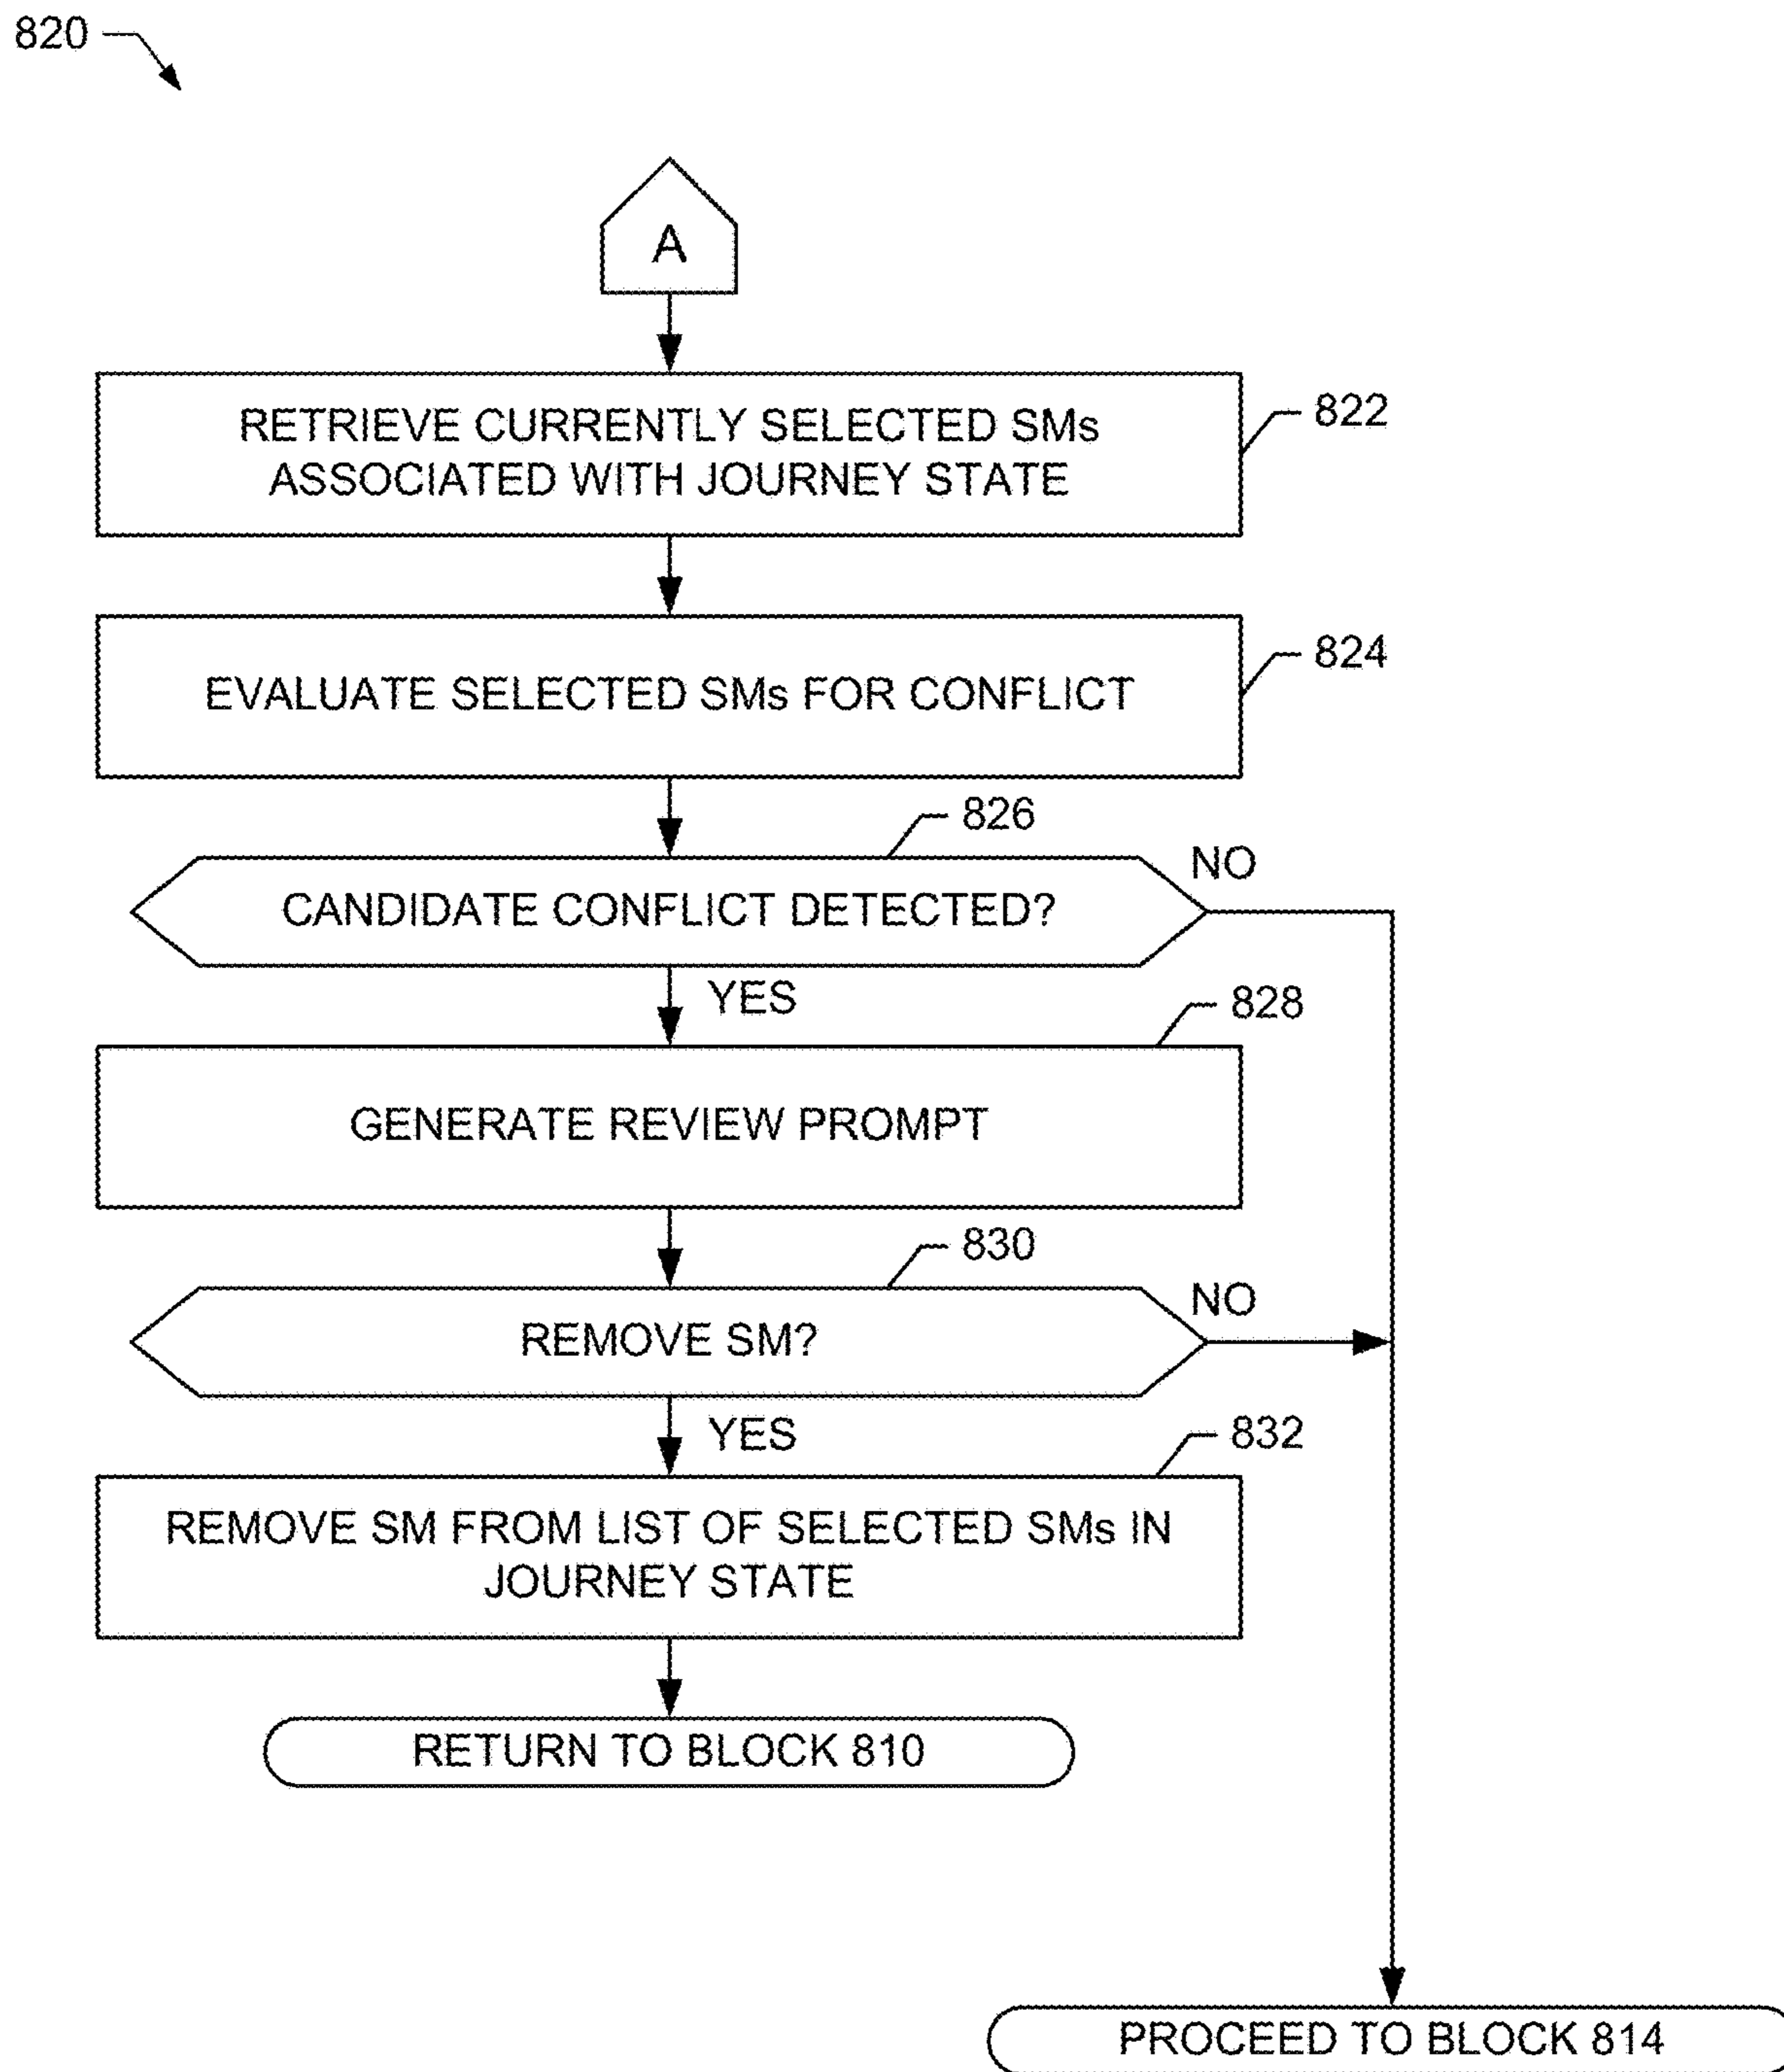 820
A
RETRIEVE CURRENTLY SELECTED SMs
ASSOCIATED WITH JOURNEY STATE
822
EVALUATE SELECTED SMs FOR CONFLICT
824
826
CANDIDATE CONFLICT DETECTED?
NO
YES
828
GENERATE REVIEW PROMPT
830
REMOVE SM?
NO
YES
832
REMOVE SM FROM LIST OF SELECTED SMs IN
JOURNEY STATE
RETURN TO BLOCK 810
PROCEED TO BLOCK 814